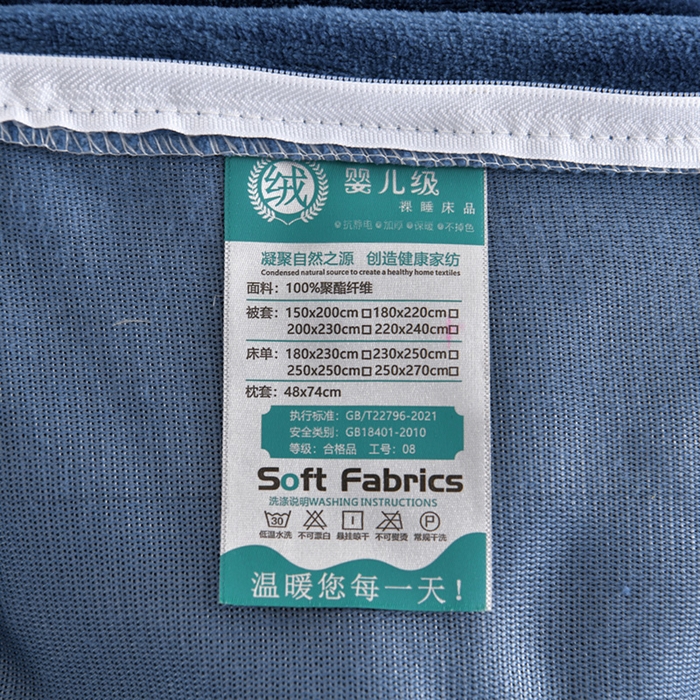 绒 婴儿级
裸睡床品
抗静电 加厚 保暖 不掉色
凝聚自然之源 创造健康家纺
Condensed natural source to create a healthy home textiles
面料：100%聚酯纤维
被套：150x200cm□180x220cm□
200x230cm□220x240cm□
床单：180x230cm□230x250cm□
250x250cm□250x270cm□
枕套：48x74cm
执行标准：GB/T22796-2021
安全类别：GB18401-2010
等级：合格品 工号：08
Soft Fabrics
洗涤说明WASHING INSTRUCTIONS
30 P
低温水洗 不可漂白 悬挂晾干 不可熨烫 常规干洗
温暖您每一天！